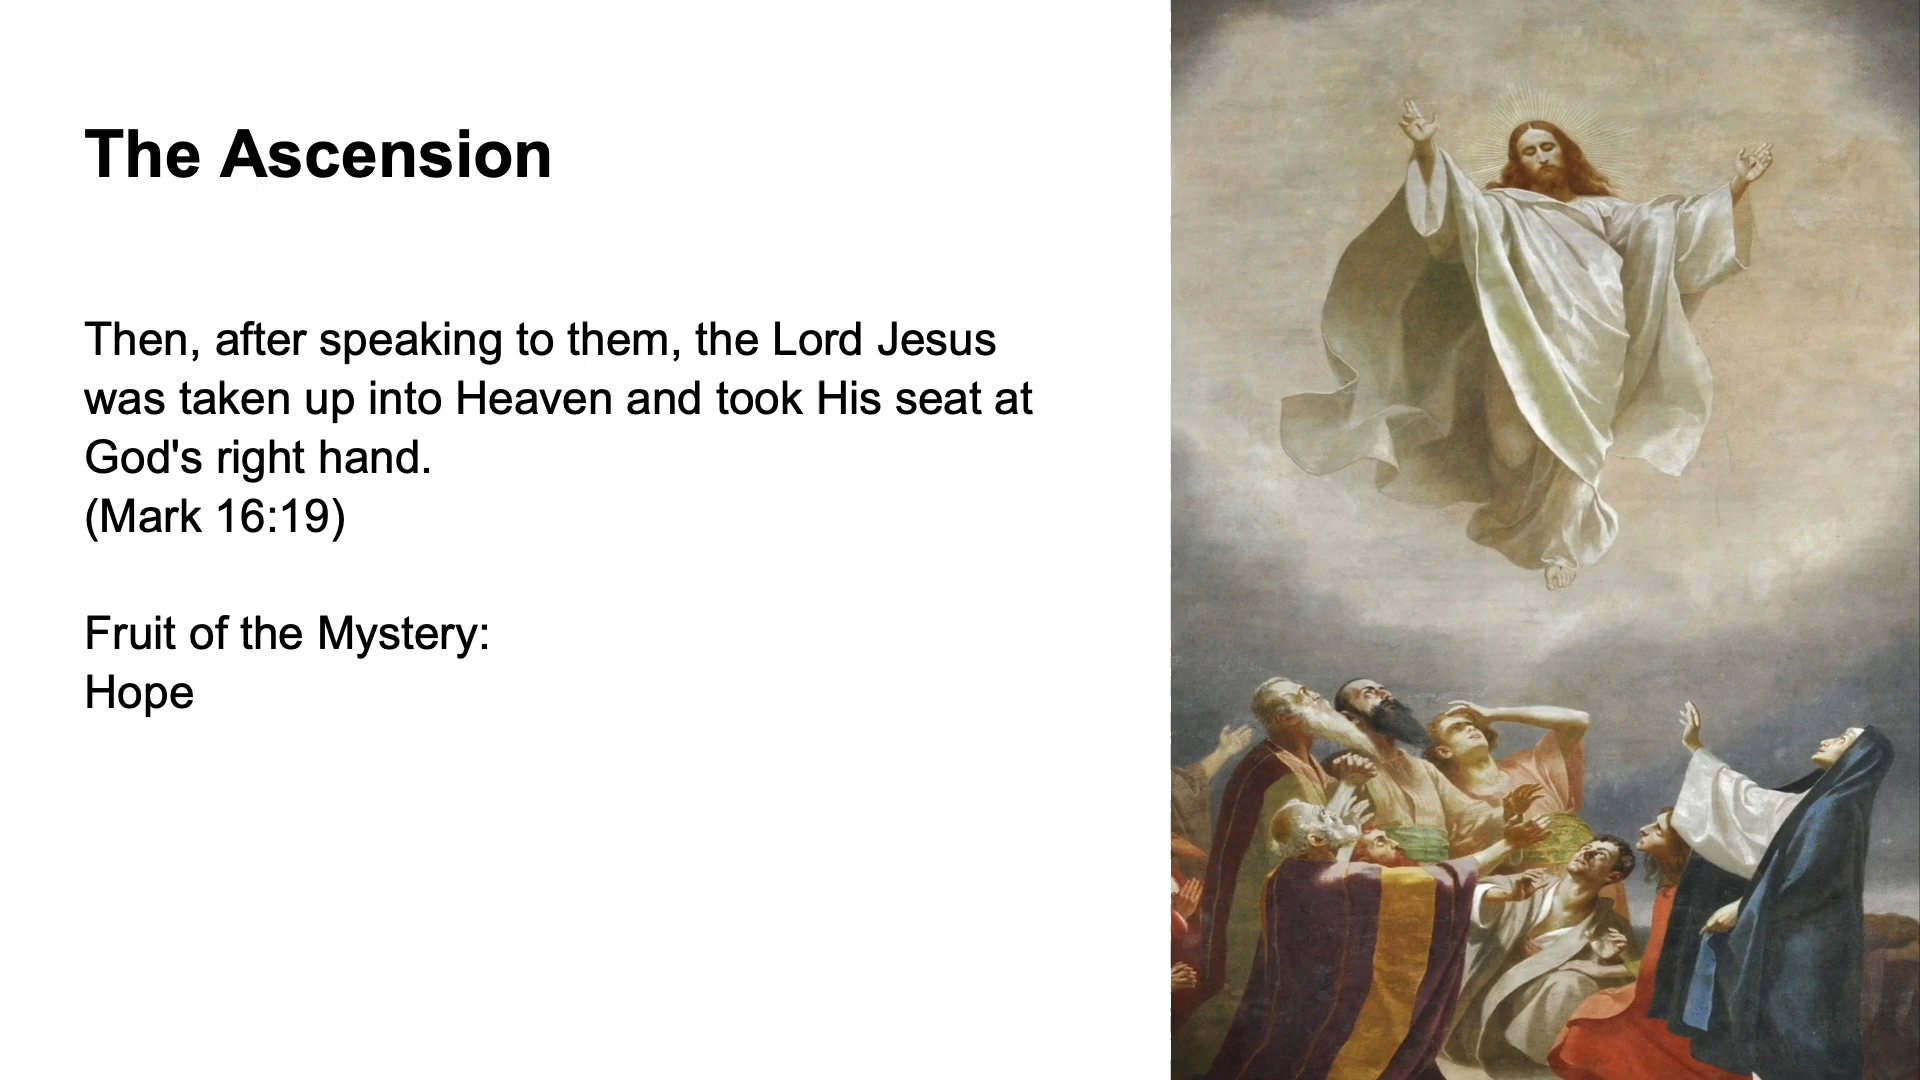 The Ascension
Then, after speaking to them, the Lord Jesus
was taken up into Heaven and took His seat at
God's right hand.
(Mark 16:19)
Fruit of the Mystery:
Hope